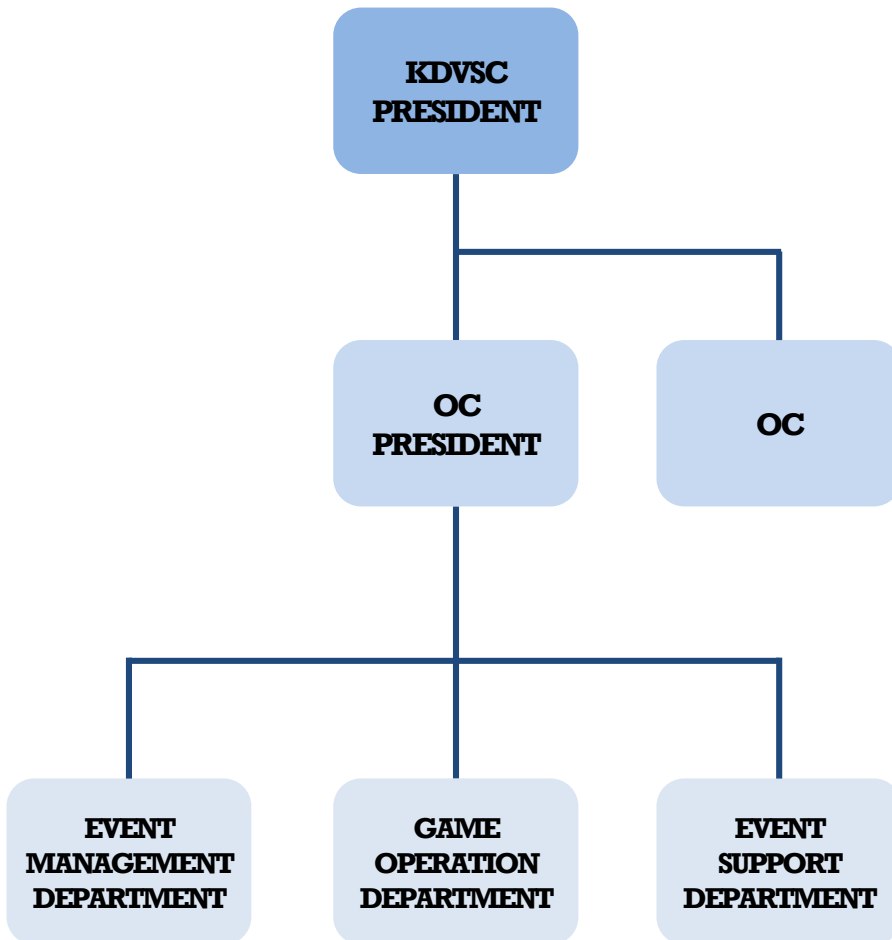 KDVSC
PRESIDENT
OC
PRESIDENT
OC
EVENT
MANAGEMENT
DEPARTMENT
GAME
OPERATION
DEPARTMENT
EVENT
SUPPORT
DEPARTMENT